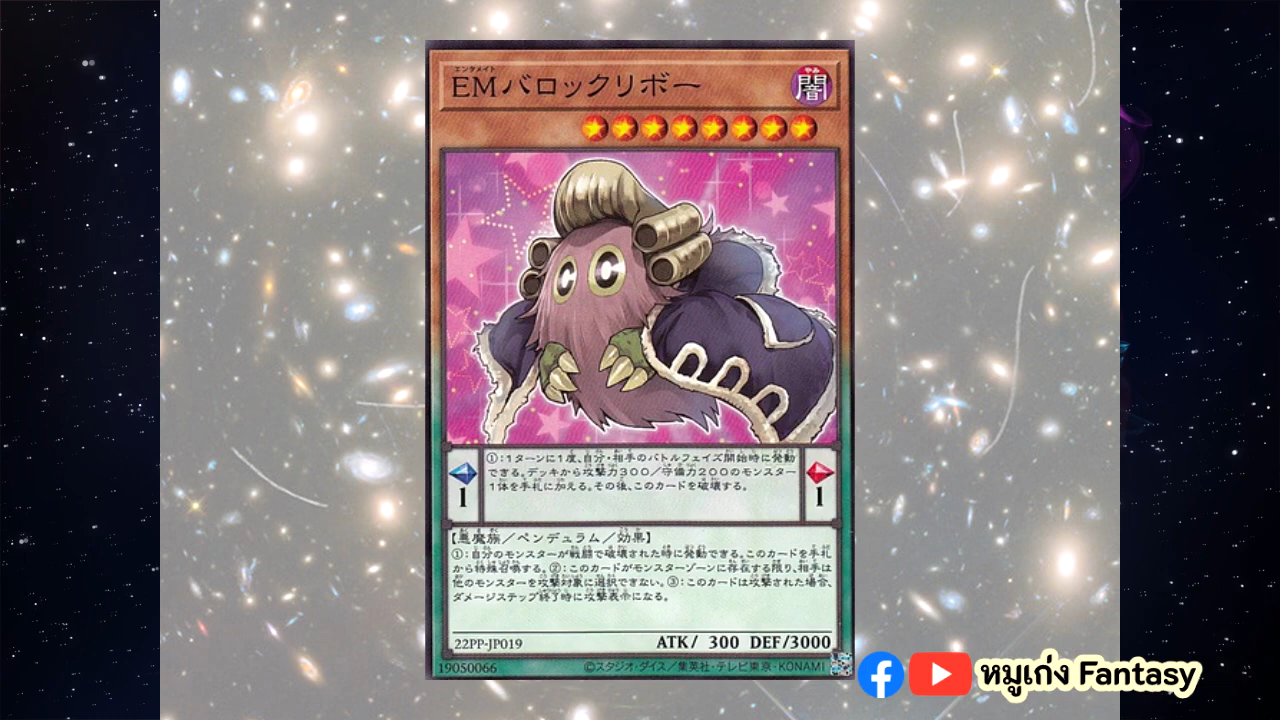 エンタメイト
EMバロックリボー
やみ
闇
①：1ターンに1度、自分・相手のバトルフェイズ開始時に発動
できる。デッキから攻撃力300／守備力200のモンスター
1体を手札に加える。その後、このカードを破壊する。
1
1
【悪魔族／ペンデュラム／効果】
①：自分のモンスターが戦闘で破壊された時に発動できる。このカードを手札
から特殊召喚する。②：このカードがモンスターゾーンに存在する限り、相手は
他のモンスターを攻撃対象に選択できない。③：このカードは攻撃された場合、
ダメージステップ終了時に攻撃表示になる。
22PP-JP019
ATK/ 300 DEF/3000
19050066
©スタジオ・ダイス／集英社・テレビ東京・KONAMI
หมูเก่ง Fantasy